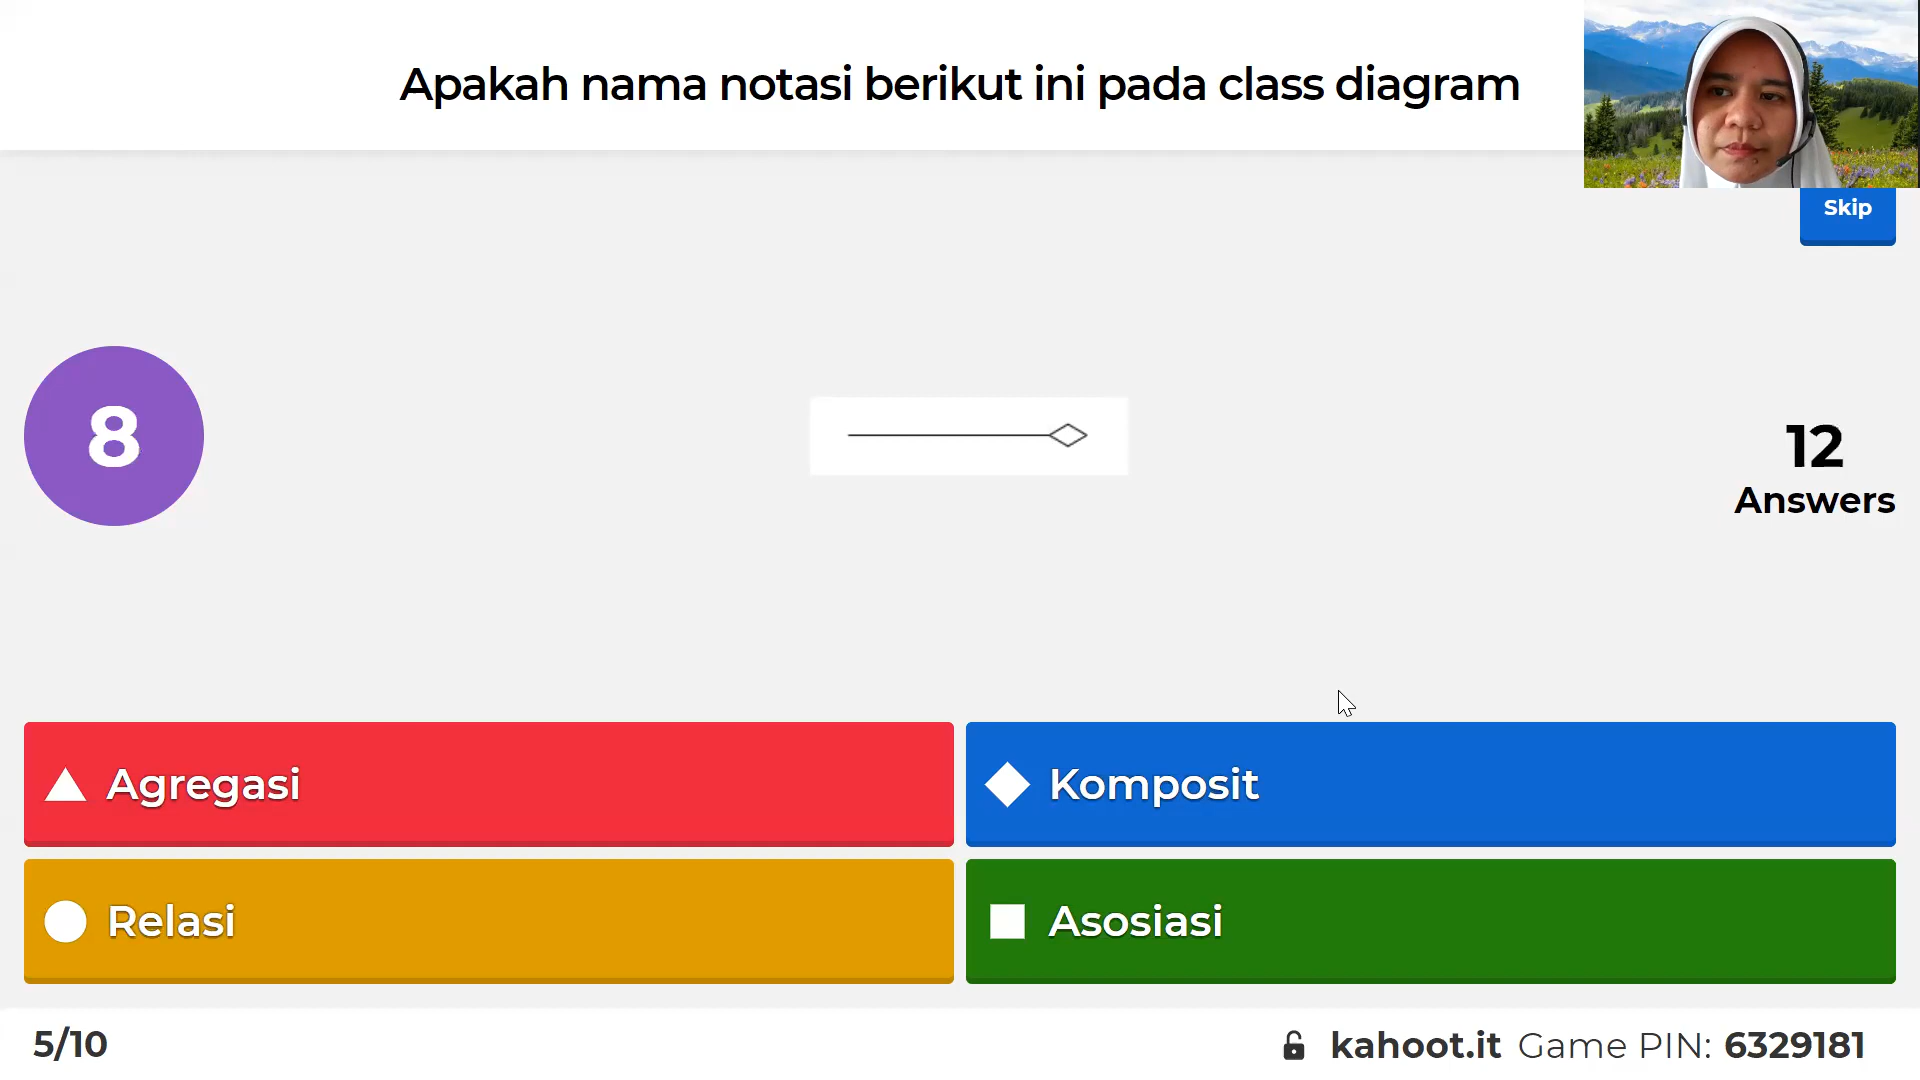 Apakah nama notasi berikut ini pada class diagram
Skip
8
12
Answers
Agregasi
Komposit
Relasi
Asosiasi
5/10
kahoot.it Game PIN: 6329181